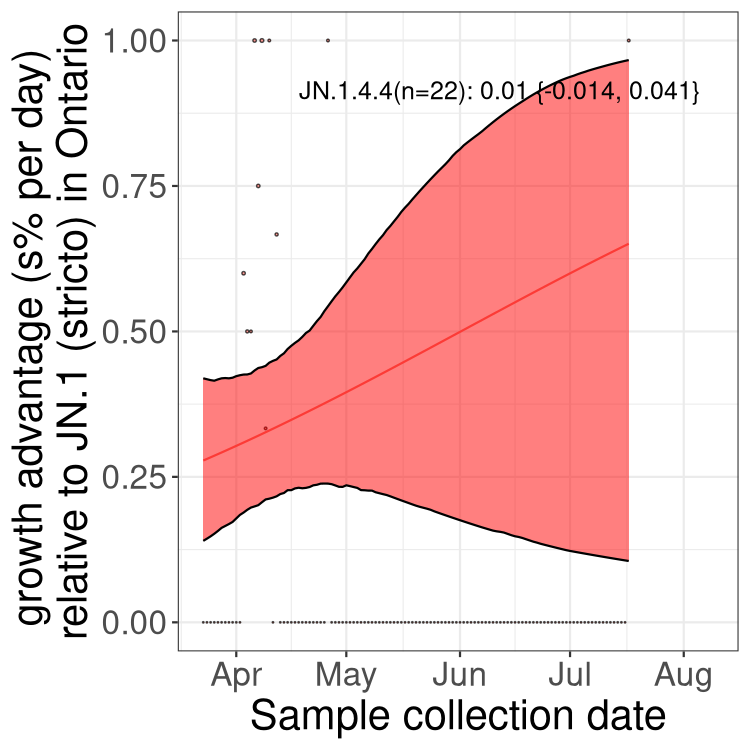 growth advantage (s% per day)
relative to JN.1 (stricto) in Ontario
1.00
0.75
0.50
0.25
0.00
JN.1.4.4(n=22): 0.01 {-0.014, 0.041}
Apr May Jun Jul Aug
Sample collection date